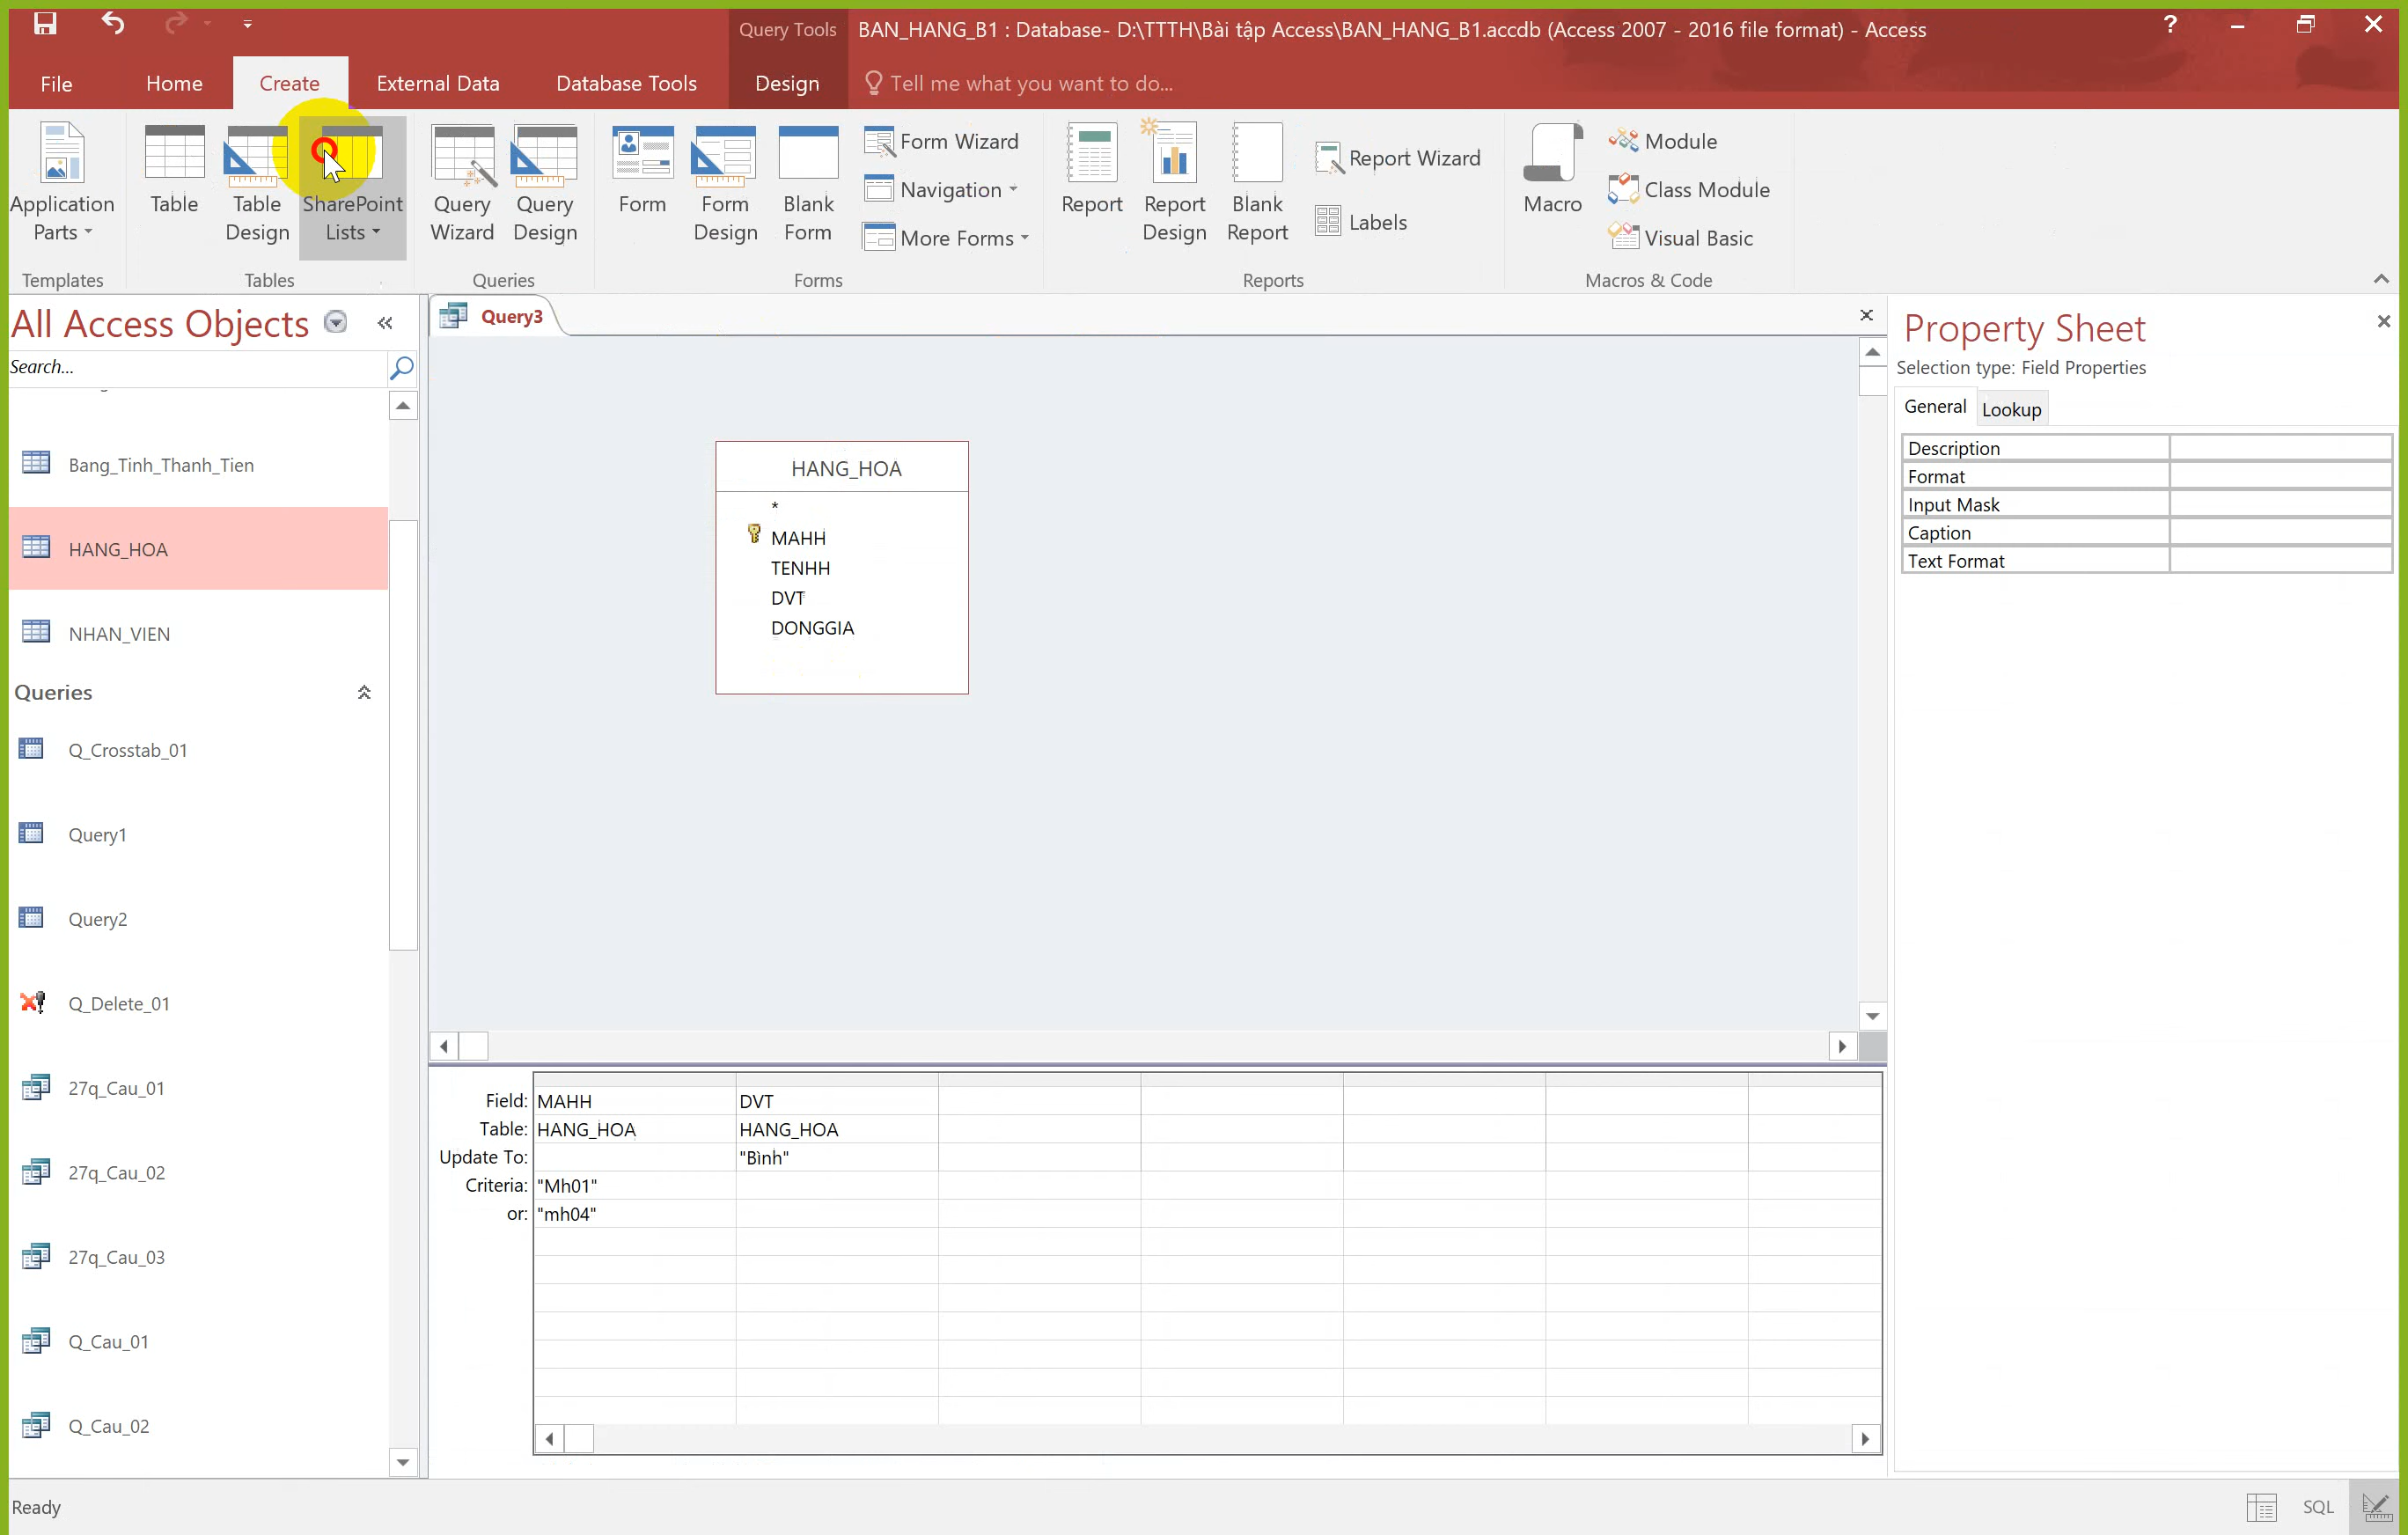 Query Tools
BAN_HANG_B1 : Database- D:\TTTH\Bài tập Access\BAN_HANG_B1.accdb (Access 2007 - 2016 file format) - Access
?
File
Home
Create
External Data
Database Tools
Design
Tell me what you want to do...
Application Parts
Table
Table Design
SharePoint Lists
Query Wizard
Query Design
Form
Form Design
Blank Form
Form Wizard
Navigation
More Forms
Report
Report Design
Blank Report
Report Wizard
Labels
Macro
Module
Class Module
Visual Basic
Templates
Tables
Queries
Forms
Reports
Macros & Code
All Access Objects
Search...
Bang_Tinh_Thanh_Tien
HANG_HOA
NHAN_VIEN
Queries
Q_Crosstab_01
Query1
Query2
Q_Delete_01
27q_Cau_01
27q_Cau_02
27q_Cau_03
Q_Cau_01
Q_Cau_02
Query3
HANG_HOA
*
MAHH
TENHH
DVT
DONGGIA
Field: MAHH DVT
Table: HANG_HOA HANG_HOA
Update To: "Bình"
Criteria: "Mh01"
or: "mh04"
Property Sheet
Selection type: Field Properties
General
Lookup
Description
Format
Input Mask
Caption
Text Format
Ready
SQL